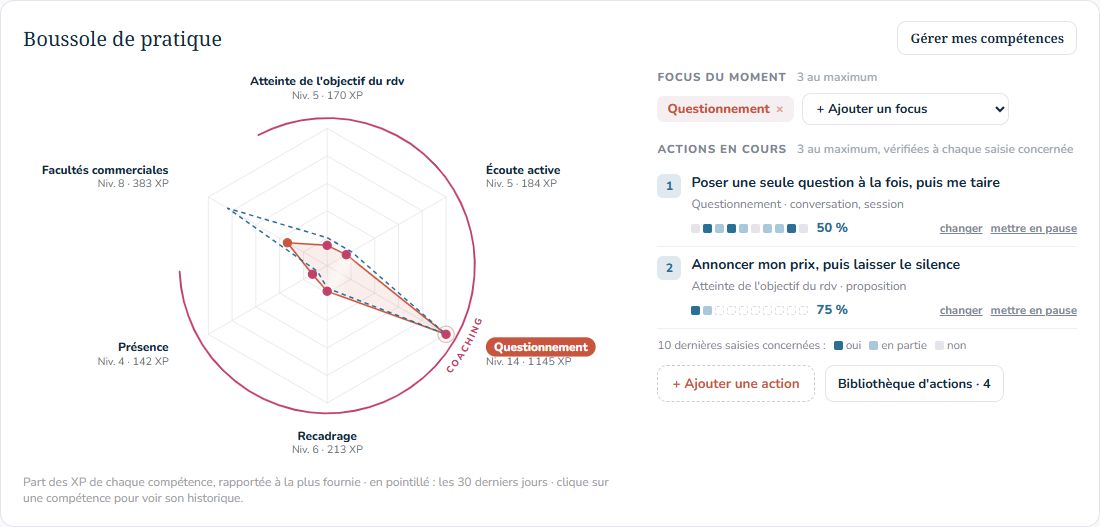 Boussole de pratique
Gérer mes compétences
Atteinte de l'objectif du rdv
Niv. 5 · 170 XP
Facultés commerciales
Niv. 8 · 383 XP
Écoute active
Niv. 5 · 184 XP
Présence
Niv. 4 · 142 XP
COACHING
Questionnement
Niv. 14 · 1 145 XP
Recadrage
Niv. 6 · 213 XP
Part des XP de chaque compétence, rapportée à la plus fournie · en pointillé : les 30 derniers jours · clique sur
une compétence pour voir son historique.
FOCUS DU MOMENT 3 au maximum
Questionnement ×
+ Ajouter un focus
ACTIONS EN COURS 3 au maximum, vérifiées à chaque saisie concernée
1 Poser une seule question à la fois, puis me taire
Questionnement · conversation, session
50 % changer mettre en pause
2 Annoncer mon prix, puis laisser le silence
Atteinte de l'objectif du rdv · proposition
75 % changer mettre en pause
10 dernières saisies concernées : oui en partie non
+ Ajouter une action
Bibliothèque d'actions · 4